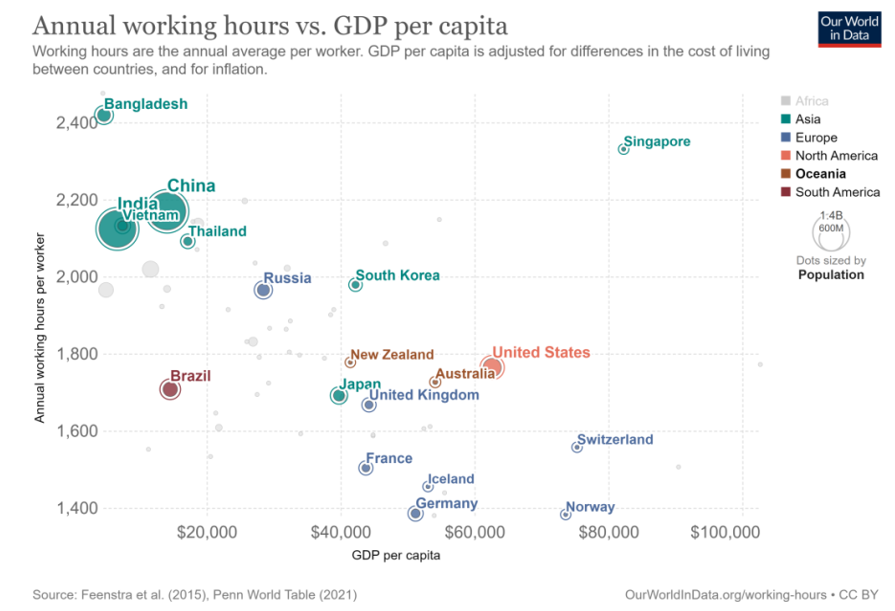 Annual working hours vs. GDP per capita
Our World
in Data
Working hours are the annual average per worker. GDP per capita is adjusted for differences in the cost of living
between countries, and for inflation.
Africa
Asia
Europe
North America
Oceania
South America
1:4B
600M
Dots sized by
Population
Annual working hours per worker
2,400
2,200
2,000
1,800
1,600
1,400
Bangladesh
Singapore
China
India
Vietnam
Thailand
South Korea
Russia
New Zealand
United States
Brazil
Australia
Japan
United Kingdom
Switzerland
France
Iceland
Germany
Norway
$20,000
$40,000
$60,000
$80,000
$100,000
GDP per capita
Source: Feenstra et al. (2015), Penn World Table (2021)
OurWorldInData.org/working-hours • CC BY